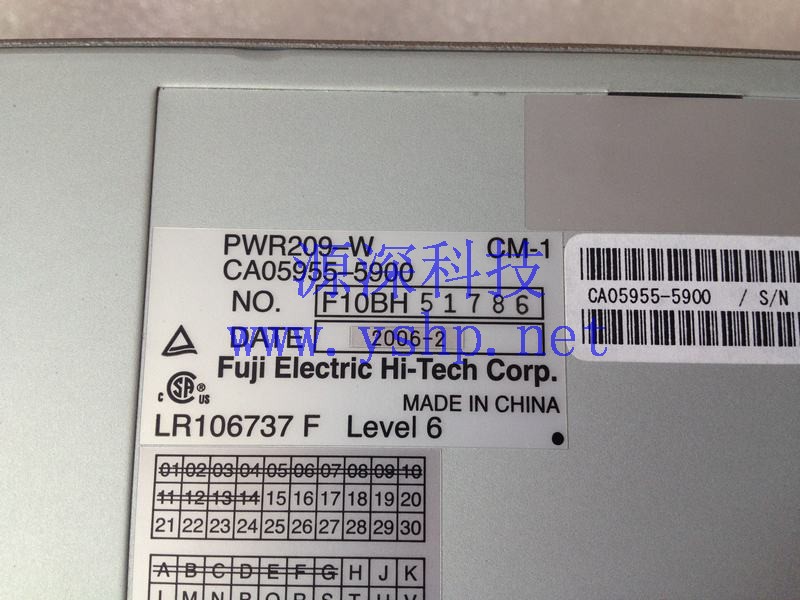 PWR209-W CM-1
CA05955-5900
NO. F10BH 51786
DATE 2006-2
Fuji Electric Hi-Tech Corp.
MADE IN CHINA
c SA ® US
LR106737 F Level 6
CA05955-5900 / S/N
源深科技
www.yshp.net
01 02 03 04 05 06 07 08 09 10
11 12 13 14 15 16 17 18 19 20
21 22 23 24 25 26 27 28 29 30
A B C D E F G H J K
L M N P Q R S T U V